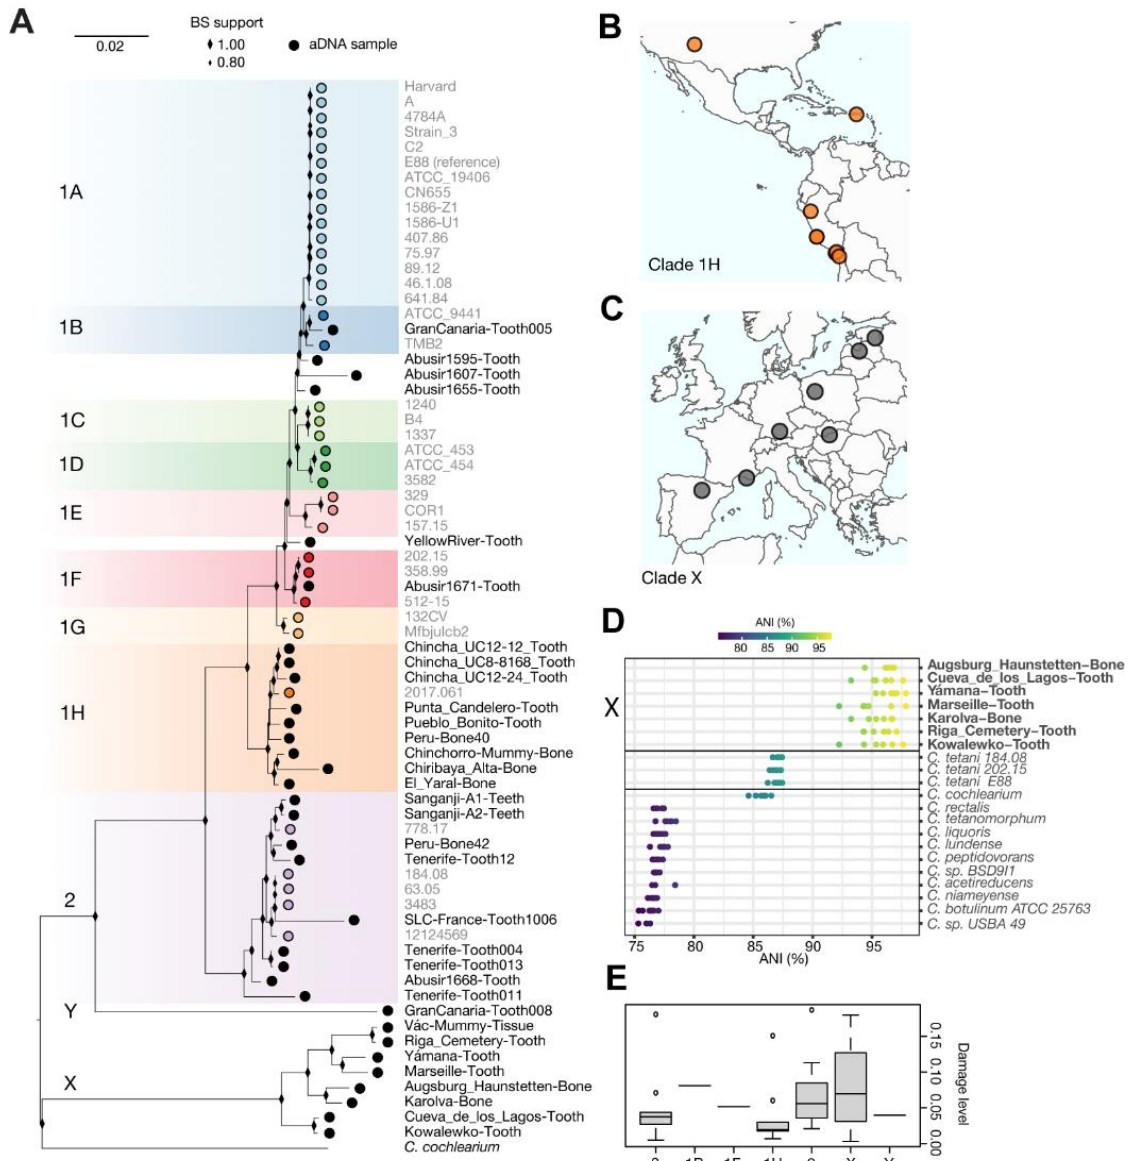 A
BS support
0.02
1.00
0.80
aDNA sample
1A
Harvard
A
4784A
Strain_3
C2
E88 (reference)
ATCC_19406
CN655
1586-Z1
1586-U1
407.86
75.97
89.12
46.1.08
641.84
1B
ATCC_9441
GranCanaria-Tooth005
TMB2
Abusir1595-Tooth
Abusir1607-Tooth
Abusir1655-Tooth
1C
1240
B4
1337
1D
ATCC_453
ATCC_454
3582
1E
329
COR1
157.15
YellowRiver-Tooth
1F
202.15
358.99
Abusir1671-Tooth
512-15
1G
132CV
Mfbjulcb2
1H
Chincha_UC12-12_Tooth
Chincha_UC8-8168_Tooth
Chincha_UC12-24_Tooth
2017.061
Punta_Candelero-Tooth
Pueblo_Bonito-Tooth
Peru-Bone40
Chinchorro-Mummy-Bone
Chiribaya_Alta-Bone
El_Yaral-Bone
2
Sanganji-A1-Teeth
Sanganji-A2-Teeth
778.17
Peru-Bone42
Tenerife-Tooth12
184.08
63.05
3483
SLC-France-Tooth1006
12124569
Tenerife-Tooth004
Tenerife-Tooth013
Abusir1668-Tooth
Tenerife-Tooth011
Y
GranCanaria-Tooth008
X
Vác-Mummy-Tissue
Riga_Cemetery-Tooth
Yámana-Tooth
Marseille-Tooth
Augsburg_Haunstetten-Bone
Karolva-Bone
Cueva_de_los_Lagos-Tooth
Kowalewko-Tooth
C. cochlearium
B
Clade 1H
C
Clade X
D
ANI (%)
80 85 90 95
X
Augsburg_Haunstetten-Bone
Cueva_de_los_Lagos-Tooth
Yámana-Tooth
Marseille-Tooth
Karolva-Bone
Riga_Cemetery-Tooth
Kowalewko-Tooth
C. tetani 184.08
C. tetani 202.15
C. tetani E88
C. cochlearium
C. rectalis
C. tetanomorphum
C. liquoris
C. lundense
C. peptidovorans
C. sp. BSD9I1
C. acetireducens
C. niameyense
C. botulinum ATCC 25763
C. sp. USBA 49
75 80 85 90 95
ANI (%)
E
0.15
0.10
0.05
0.00
Damage level